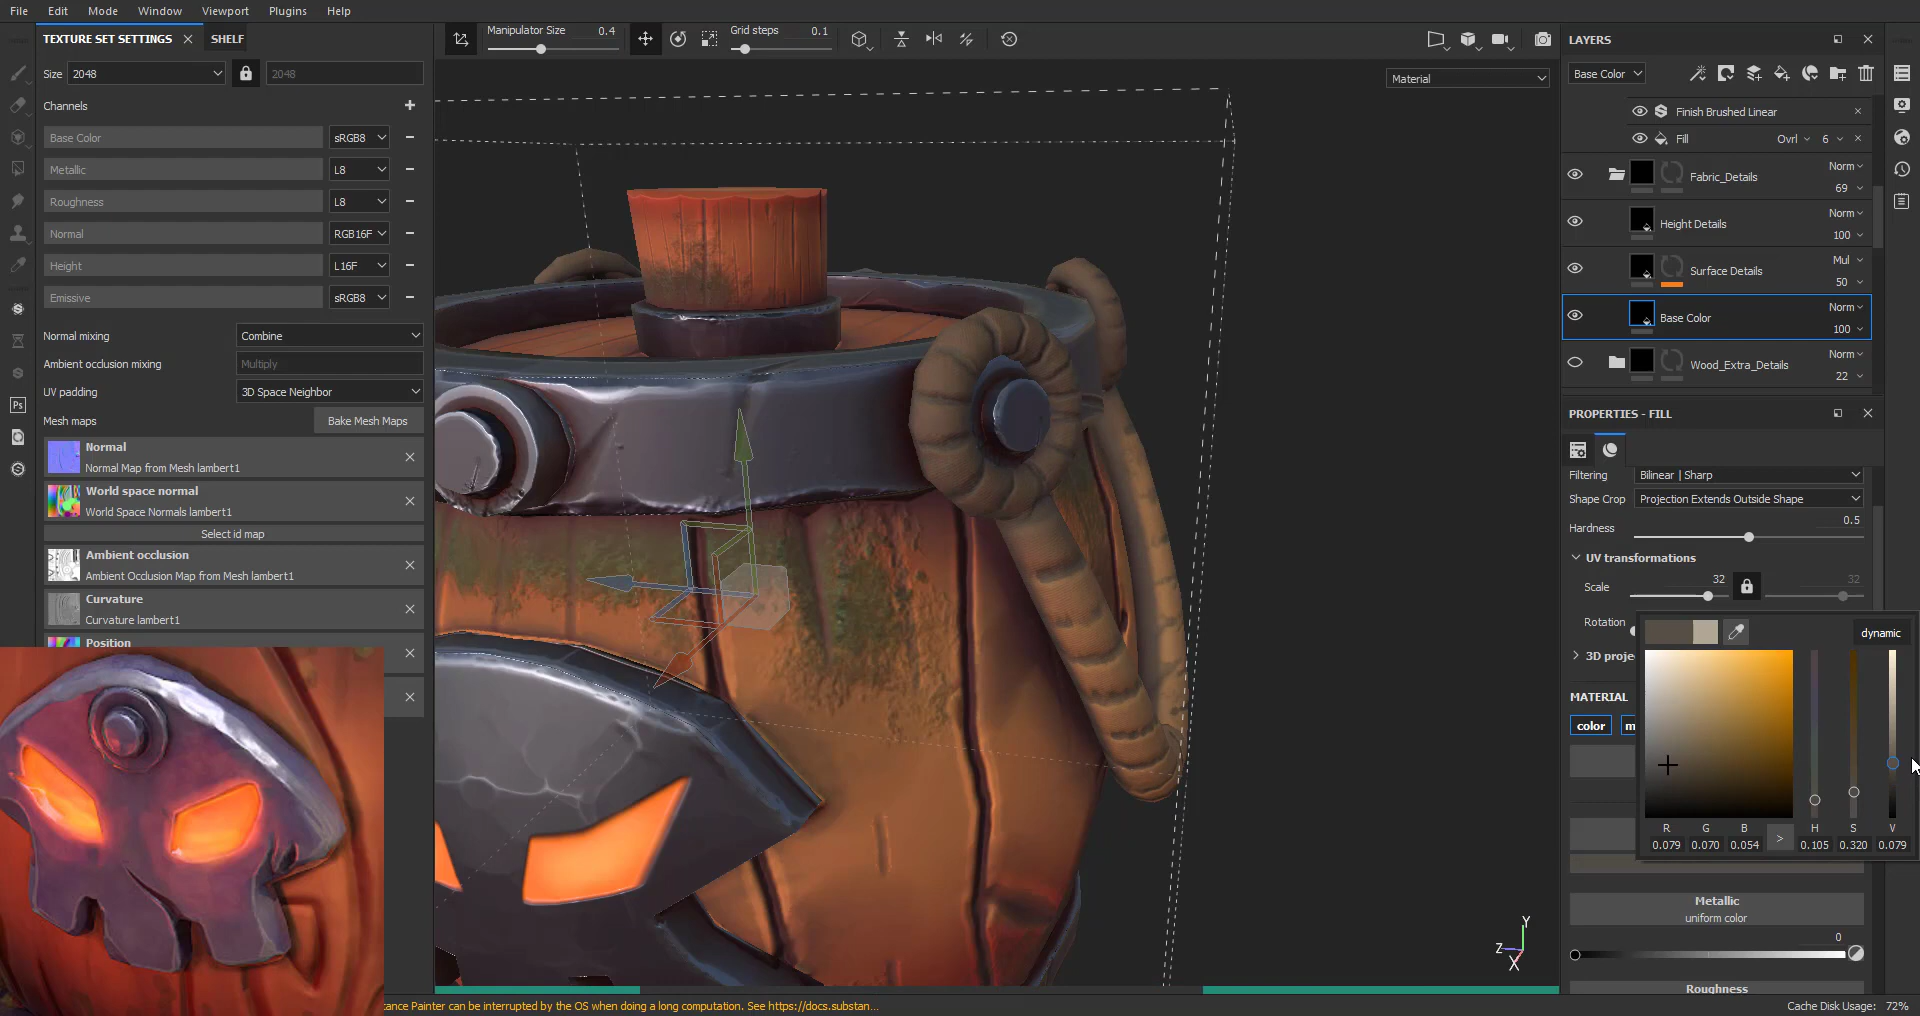 File Edit Mode Window Viewport Plugins Help
TEXTURE SET SETTINGS SHELF
Size 2048 2048
Channels
Base Color sRGB8
Metallic L8
Roughness L8
Normal RGB16F
Height L16F
Emissive sRGB8
Normal mixing Combine
Ambient occlusion mixing Multiply
UV padding 3D Space Neighbor
Mesh maps Bake Mesh Maps
Normal
Normal Map from Mesh lambert1
World space normal
World Space Normals lambert1
Select id map
Ambient occlusion
Ambient Occlusion Map from Mesh lambert1
Curvature
Curvature lambert1
Position
Manipulator Size 0.4
Grid steps 0.1
Material
Y
Z
X
tance Painter can be interrupted by the OS when doing a long computation. See https://docs.substan...
LAYERS
Base Color
Finish Brushed Linear
Fill Ovrl 6
Fabric_Details Norm 69
Height Details Norm 100
Surface Details Mul 50
Base Color Norm 100
Wood_Extra_Details Norm 22
PROPERTIES - FILL
Filtering Bilinear | Sharp
Shape Crop Projection Extends Outside Shape
Hardness 0.5
UV transformations
Scale 32 32
Rotation
dynamic
3D proje
MATERIAL
color m
R G B H S V
0.079 0.070 0.054 > 0.105 0.320 0.079
Metallic
uniform color
0
Roughness
Cache Disk Usage: 72%
Ps